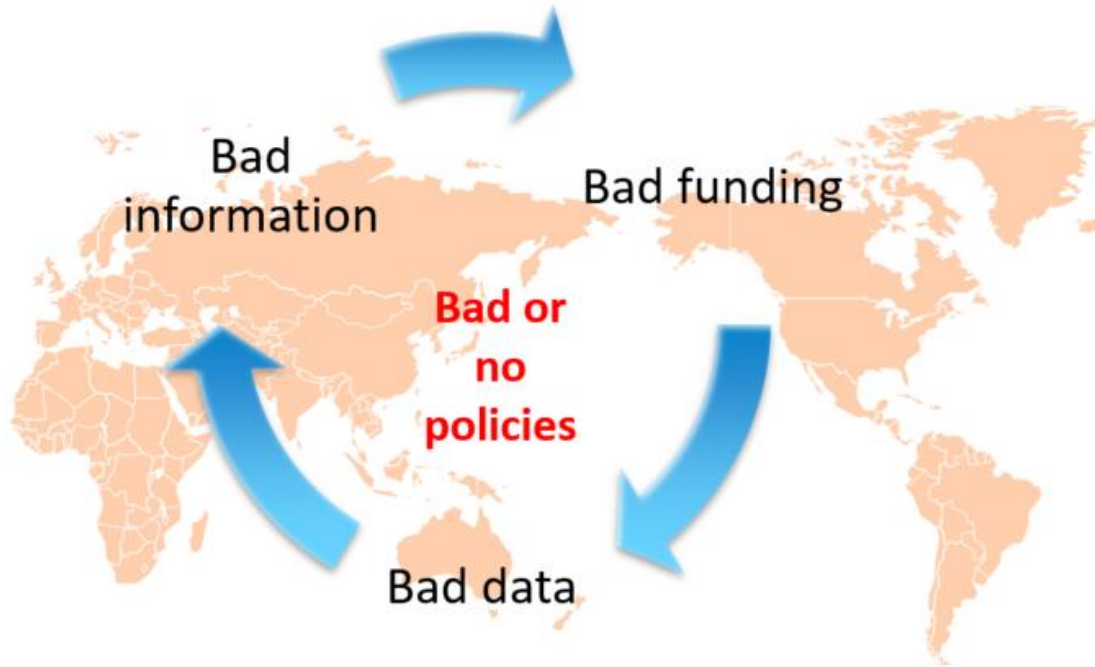 Bad
information
Bad funding
Bad or
no
policies
Bad data